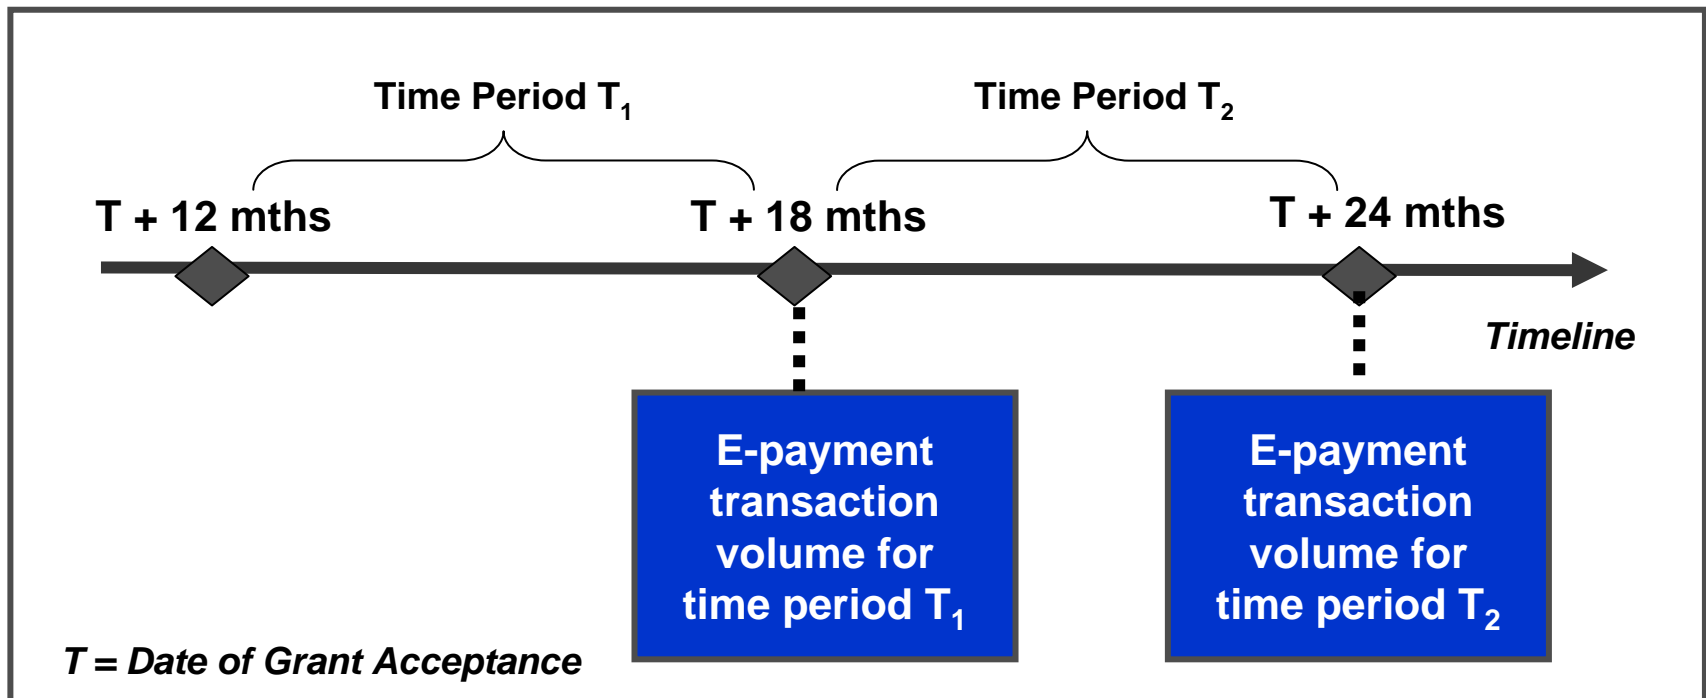 Time Period T1
Time Period T2
T + 12 mths
T + 18 mths
T + 24 mths
Timeline
E-payment
transaction
volume for
time period T1
E-payment
transaction
volume for
time period T2
T = Date of Grant Acceptance